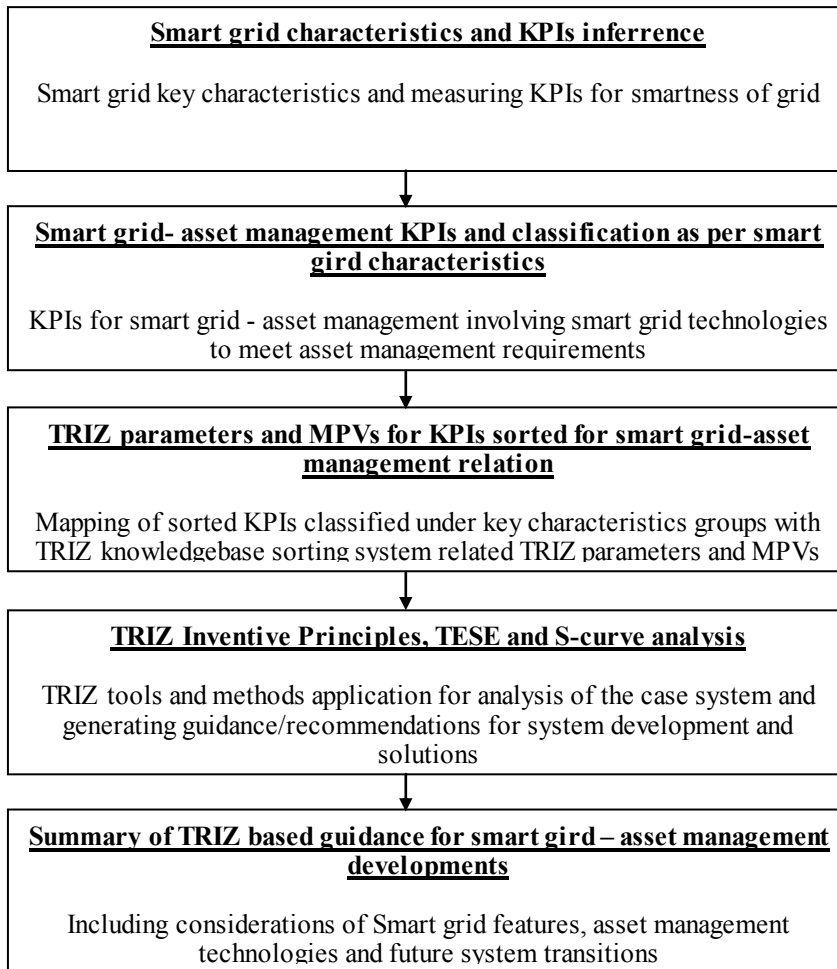 Smart grid characteristics and KPIs inferrence
Smart grid key characteristics and measuring KPIs for smartness of grid
Smart grid- asset management KPIs and classification as per smart
gird characteristics
KPIs for smart grid - asset management involving smart grid technologies
to meet asset management requirements
TRIZ parameters and MPVs for KPIs sorted for smart grid-asset
management relation
Mapping of sorted KPIs classified under key characteristics groups with
TRIZ knowledgebase sorting system related TRIZ parameters and MPVs
TRIZ Inventive Principles, TESE and S-curve analysis
TRIZ tools and methods application for analysis of the case system and
generating guidance/recommendations for system development and
solutions
Summary of TRIZ based guidance for smart gird – asset management
developments
Including considerations of Smart grid features, asset management
technologies and future system transitions